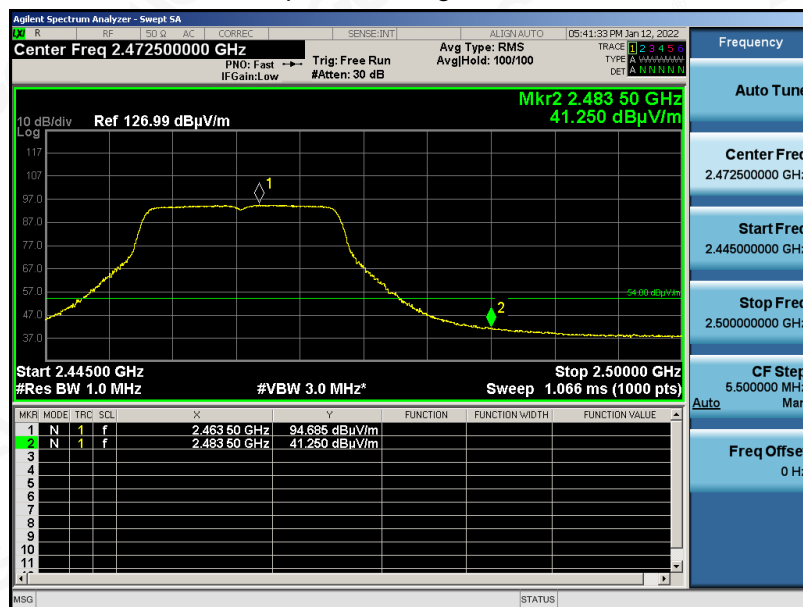 Agilent Spectrum Analyzer - Swept SA
LXI R RF 50 Ω AC CORREC SENSE:INT ALIGN AUTO 05:41:33 PM Jan 12, 2022
Center Freq 2.472500000 GHz
PNO: Fast
IFGain:Low
Trig: Free Run
#Atten: 30 dB
Avg Type: RMS
Avg|Hold: 100/100
TRACE 1 2 3 4 5 6
TYPE A WWWWW
DET A N N N N N
Mkr2 2.483 50 GHz
41.250 dBµV/m
10 dB/div Ref 126.99 dBµV/m
Log
117
107
97.0
87.0
77.0
67.0
57.0
47.0
37.0
1
2
54.00 dBµV/m
Start 2.44500 GHz Stop 2.50000 GHz
#Res BW 1.0 MHz #VBW 3.0 MHz* Sweep 1.066 ms (1000 pts)
MKR MODE TRC SCL X Y FUNCTION FUNCTION WIDTH FUNCTION VALUE
1 N 1 f 2.463 50 GHz 94.685 dBµV/m
2 N 1 f 2.483 50 GHz 41.250 dBµV/m
3
4
5
6
7
8
9
10
11
MSG STATUS
Frequency
Auto Tune
Center Freq
2.472500000 GHz
Start Freq
2.445000000 GHz
Stop Freq
2.500000000 GHz
CF Step
5.500000 MHz
Auto Man
Freq Offset
0 Hz